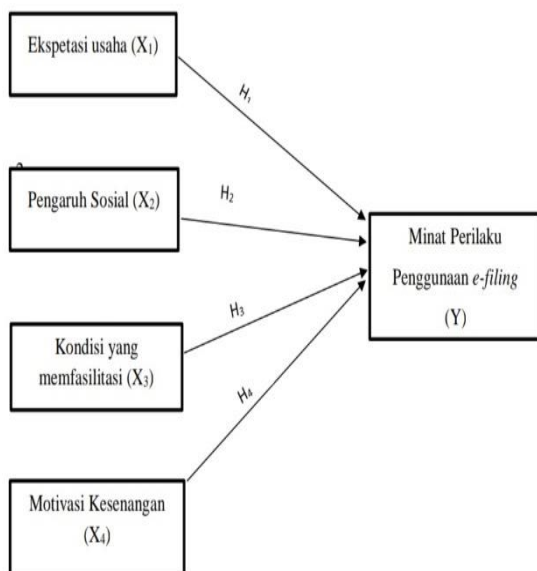 Ekspetasi usaha (X₁)
H₁
Pengaruh Sosial (X₂)
H₂
Minat Perilaku
Penggunaan e-filing
(Y)
Kondisi yang
memfasilitasi (X₃)
H₃
H₄
Motivasi Kesenangan
(X₄)